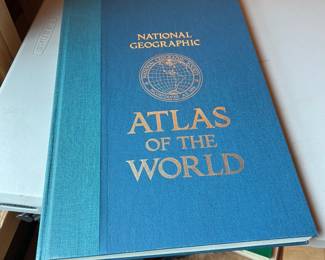 NATIONAL
GEOGRAPHIC
ATLAS
OF THE
WORLD